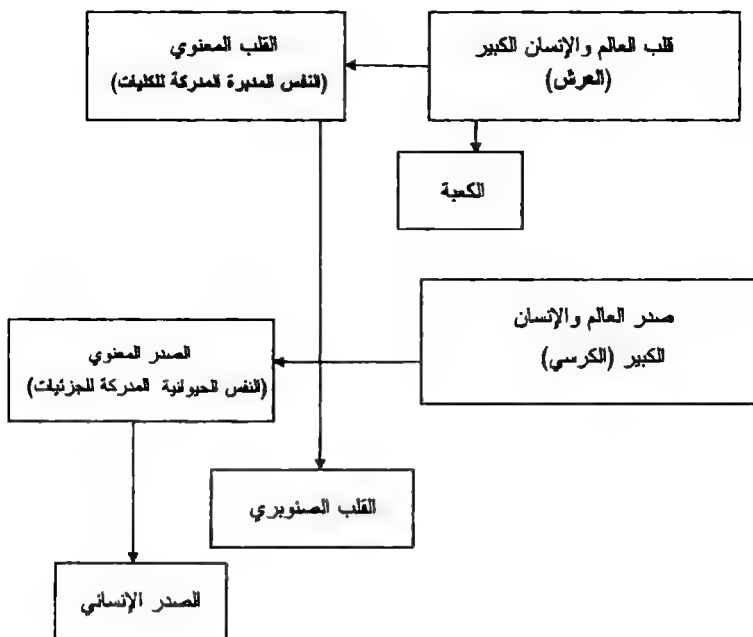 قلب العالم والإنسان الكبير
(العرش)
القلب المعنوي
(النفس المدبرة المدركة للكليات)
الكعبة
صدر العالم والإنسان
الكبير (الكرسي)
الصدر المعنوي
(النفس الحيوانية المدركة للجزئيات)
القلب الصنوبري
الصدر الإنساني